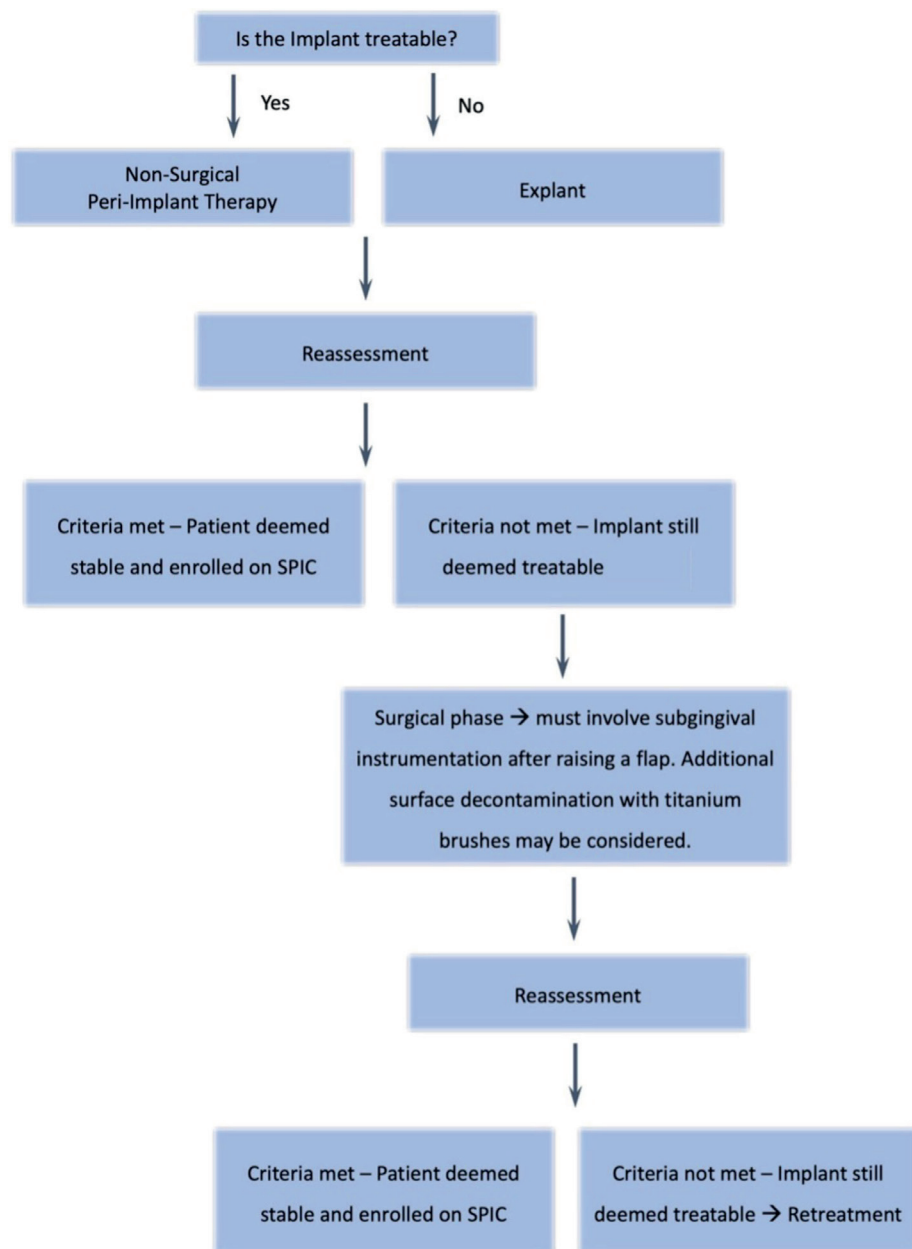 Is the Implant treatable?
Yes
No
Non-Surgical
Peri-Implant Therapy
Explant
Reassessment
Criteria met – Patient deemed
stable and enrolled on SPIC
Criteria not met – Implant still
deemed treatable
Surgical phase → must involve subgingival
instrumentation after raising a flap. Additional
surface decontamination with titanium
brushes may be considered.
Reassessment
Criteria met – Patient deemed
stable and enrolled on SPIC
Criteria not met – Implant still
deemed treatable → Retreatment